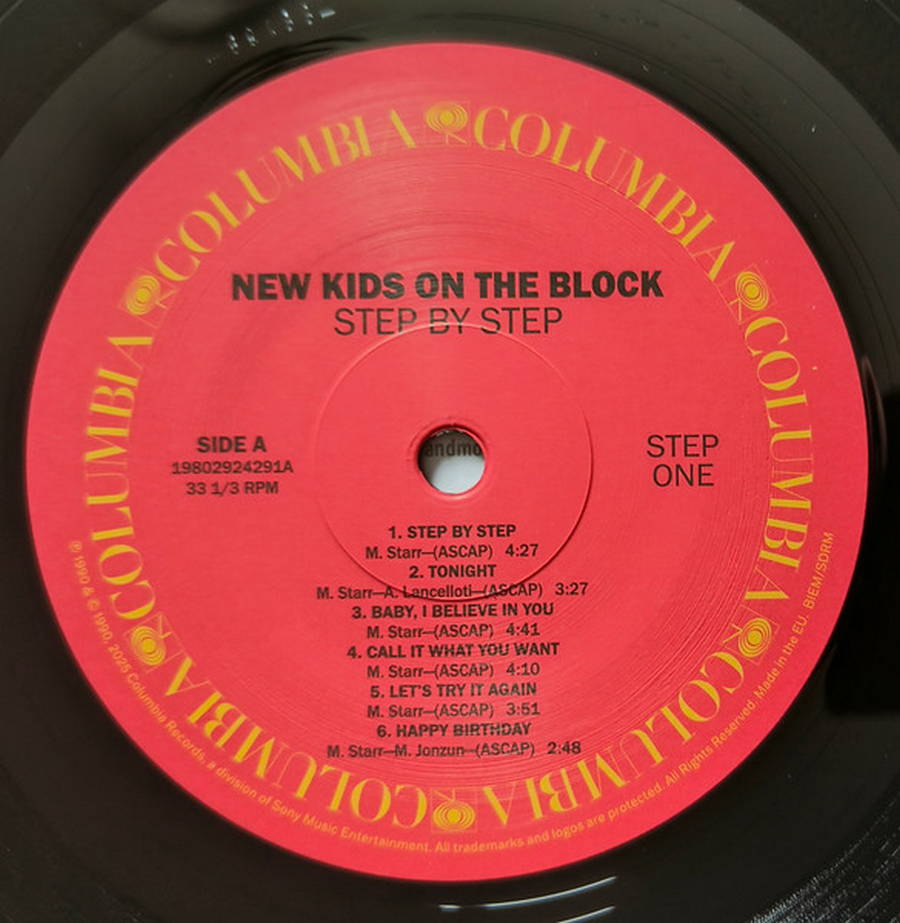 COLUMBIA COLUMBIA COLUMBIA COLUMBIA COLUMBIA COLUMBIA
NEW KIDS ON THE BLOCK
STEP BY STEP
SIDE A
19802924291A
33 1/3 RPM
STEP
ONE
andmo
1. STEP BY STEP
M. Starr—(ASCAP) 4:27
2. TONIGHT
M. Starr—A. Lancelloti—(ASCAP) 3:27
3. BABY, I BELIEVE IN YOU
M. Starr—(ASCAP) 4:41
4. CALL IT WHAT YOU WANT
M. Starr—(ASCAP) 4:10
5. LET'S TRY IT AGAIN
M. Starr—(ASCAP) 3:51
6. HAPPY BIRTHDAY
M. Starr—M. Jonzun—(ASCAP) 2:48
℗ 1990 & © 1990, 2025 Columbia Records, a division of Sony Music Entertainment. All trademarks and logos are protected. All Rights Reserved. Made in the EU. BIEM/SDRM